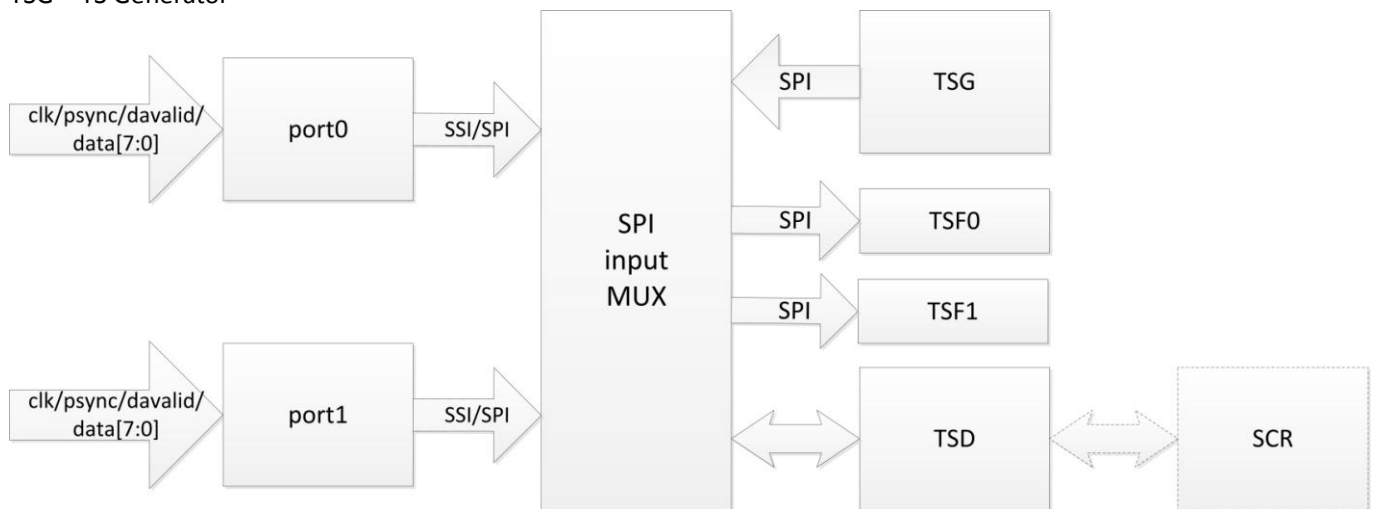 TSG – TS Generator
clk/psync/davalid/
data[7:0]
port0
SSI/SPI
SPI
input
MUX
SPI
TSG
SPI
TSF0
SPI
TSF1
clk/psync/davalid/
data[7:0]
port1
SSI/SPI
TSD
SCR